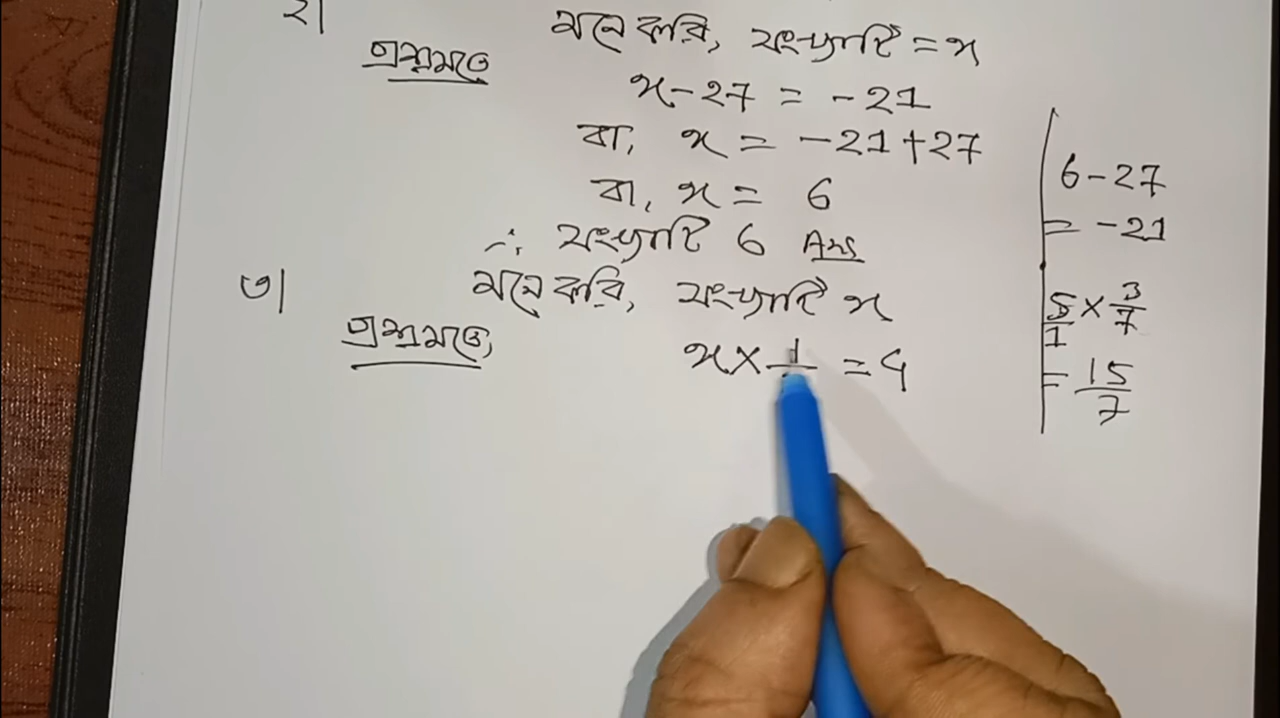 ২।
মনে করি, সংখ্যাটি = x
প্রশ্নমতে
x - 27 = -21
বা, x = -21 + 27
বা, x = 6
∴ সংখ্যাটি 6 Ans
6 - 27
= -21
৩। মনে করি, সংখ্যাটি x
প্রশ্নমতে,
x × 1/ = 4
5/1 × 3/7
= 15/7